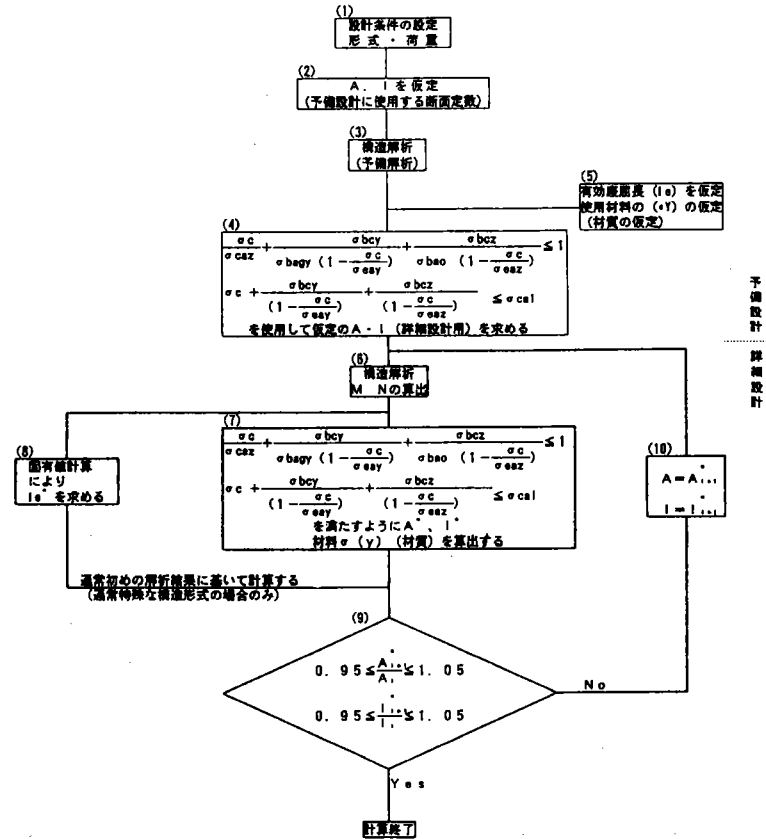 (1)
設計条件の設定
形式・荷重
(2)
A．Iを仮定
(予備設計に使用する断面定数)
(3)
構造解析
(予備解析)
(5)
有効座屈長(le)を仮定
使用材料の(σY)の仮定
(材質の仮定)
(4)
σc/σcaz + σbcy/σbagy(1-σc/σeay) + σbcz/σbao(1-σc/σeaz) ≦1
σc + σbcy/(1-σc/σeay) + σbcz/(1-σc/σeaz) ≦σcal
を使用して仮定のA・I(詳細設計用)を求める
予備設計
詳細設計
(6)
構造解析
M Nの算出
(7)
σc/σcaz + σbcy/σbagy(1-σc/σeay) + σbcz/σbao(1-σc/σeaz) ≦1
σc + σbcy/(1-σc/σeay) + σbcz/(1-σc/σeaz) ≦σcal
を満たすようにA*、I*
材料σ(y)(材質)を算出する
(8)
固有値計算
により
le*を求める
(10)
A=A*i+1
I=I*i+1
通常初めの解析結果に基いて計算する
(通常特殊な構造形式の場合のみ)
(9)
0.95≦A*i+1/Ai≦1.05
0.95≦I*i+1/Ii≦1.05
No
Yes
計算終了